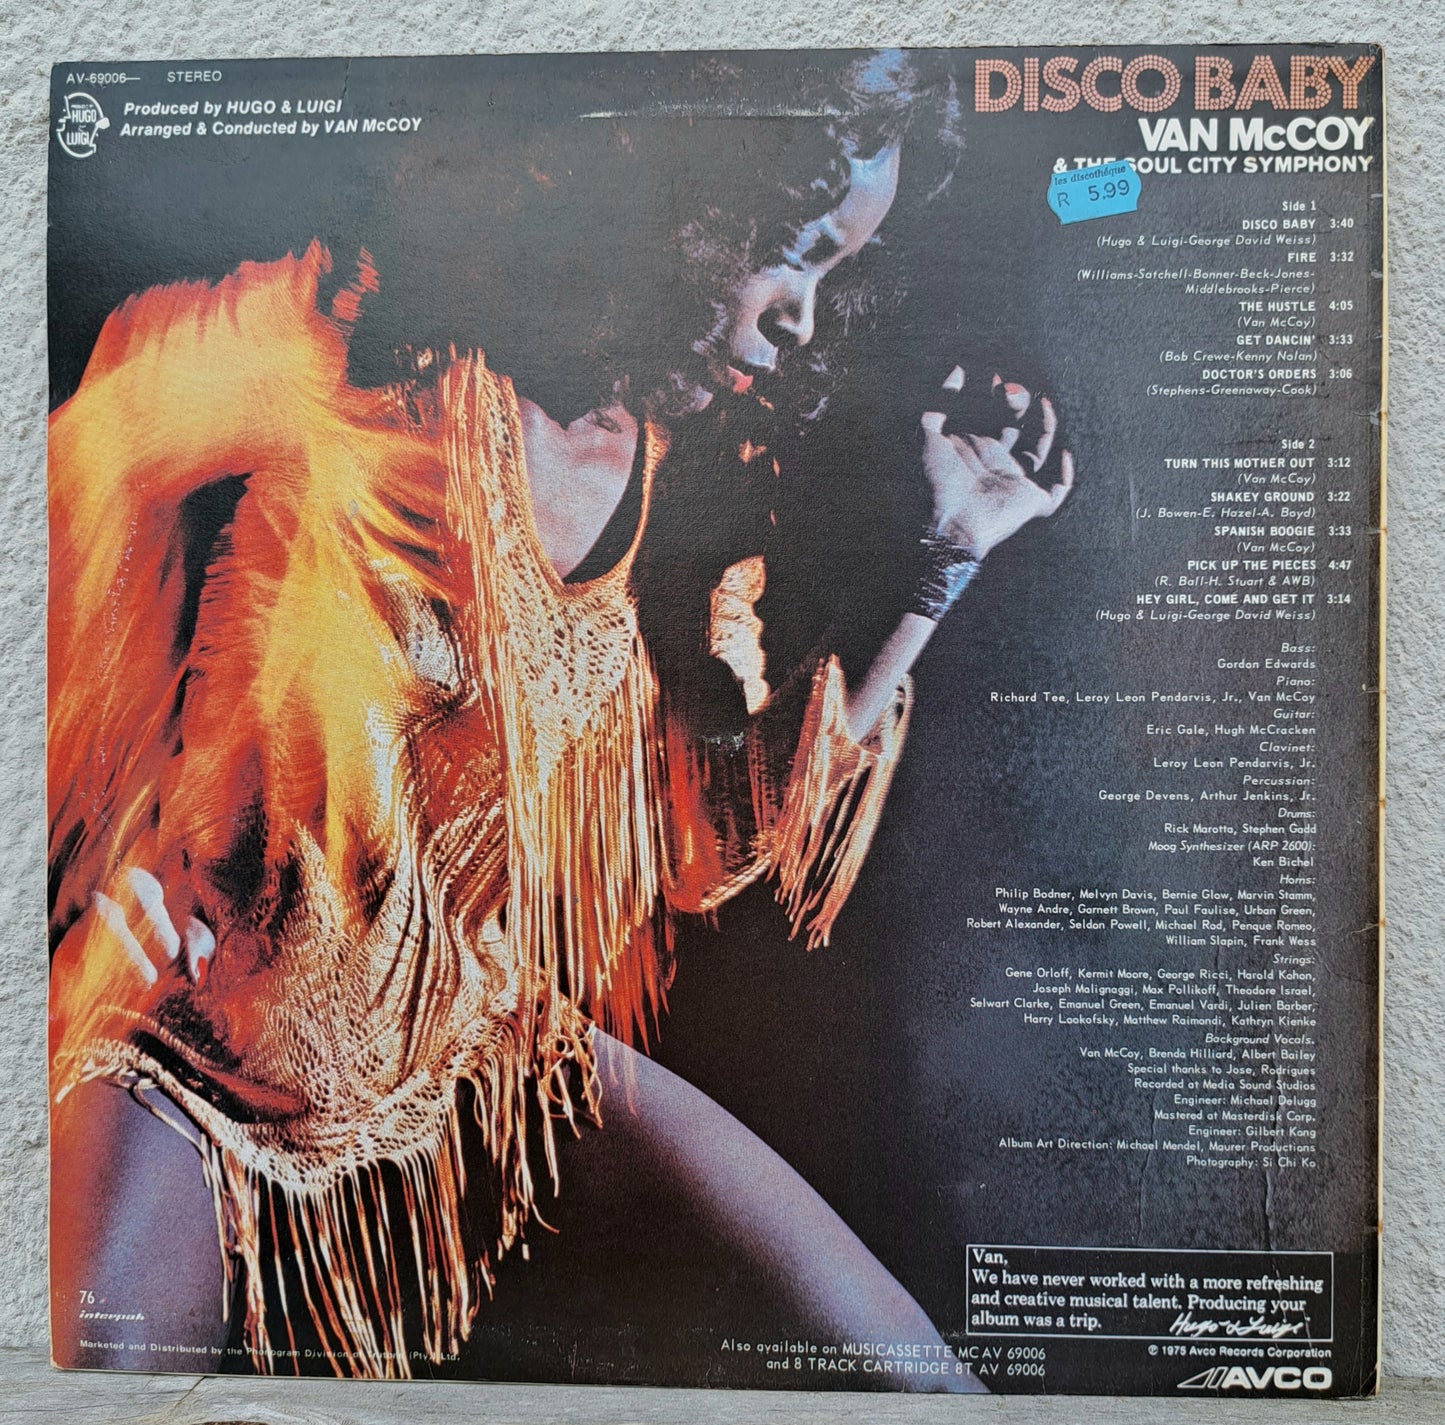 AV-69006— STEREO
PRODUCED BY
HUGO
&
LUIGI
Produced by HUGO & LUIGI
Arranged & Conducted by VAN McCOY
DISCO BABY
VAN McCOY
& THE SOUL CITY SYMPHONY
les discothéque
R 5.99
Side 1
DISCO BABY 3:40
(Hugo & Luigi-George David Weiss)
FIRE 3:32
(Williams-Satchell-Bonner-Beck-Jones-
Middlebrooks-Pierce)
THE HUSTLE 4:05
(Van McCoy)
GET DANCIN' 3:33
(Bob Crewe-Kenny Nolan)
DOCTOR'S ORDERS 3:06
(Stephens-Greenaway-Cook)
Side 2
TURN THIS MOTHER OUT 3:12
(Van McCoy)
SHAKEY GROUND 3:22
(J. Bowen-E. Hazel-A. Boyd)
SPANISH BOOGIE 3:33
(Van McCoy)
PICK UP THE PIECES 4:47
(R. Ball-H. Stuart & AWB)
HEY GIRL, COME AND GET IT 3:14
(Hugo & Luigi-George David Weiss)
Bass:
Gordon Edwards
Piano:
Richard Tee, Leroy Leon Pendarvis, Jr., Van McCoy
Guitar:
Eric Gale, Hugh McCracken
Clavinet:
Leroy Leon Pendarvis, Jr.
Percussion:
George Devens, Arthur Jenkins, Jr.
Drums:
Rick Marotta, Stephen Gadd
Moog Synthesizer (ARP 2600):
Ken Bichel
Horns:
Philip Bodner, Melvyn Davis, Bernie Glow, Marvin Stamm,
Wayne Andre, Garnett Brown, Paul Faulise, Urban Green,
Robert Alexander, Seldon Powell, Michael Rod, Penque Romeo,
William Slapin, Frank Wess
Strings:
Gene Orloff, Kermit Moore, George Ricci, Harold Kohon,
Joseph Malignaggi, Max Pollikoff, Theodore Israel,
Selwart Clarke, Emanuel Green, Emanuel Vardi, Julien Barber,
Harry Lookofsky, Matthew Raimondi, Kathryn Kienke
Background Vocals.
Van McCoy, Brenda Hilliard, Albert Bailey
Special thanks to Jose, Rodrigues
Recorded at Media Sound Studios
Engineer: Michael Delugg
Mastered at Masterdisk Corp.
Engineer: Gilbert Kong
Album Art Direction: Michael Mendel, Maurer Productions
Photography: Si Chi Ko
Van,
We have never worked with a more refreshing
and creative musical talent. Producing your
album was a trip. Hugo & Luigi
℗ 1975 Avco Records Corporation
AVCO
Also available on MUSICASSETTE MC AV 69006
and 8 TRACK CARTRIDGE 8T AV 69006
76
interpak
Marketed and Distributed by the Phonogram Division of Trutone (Pty.) Ltd.